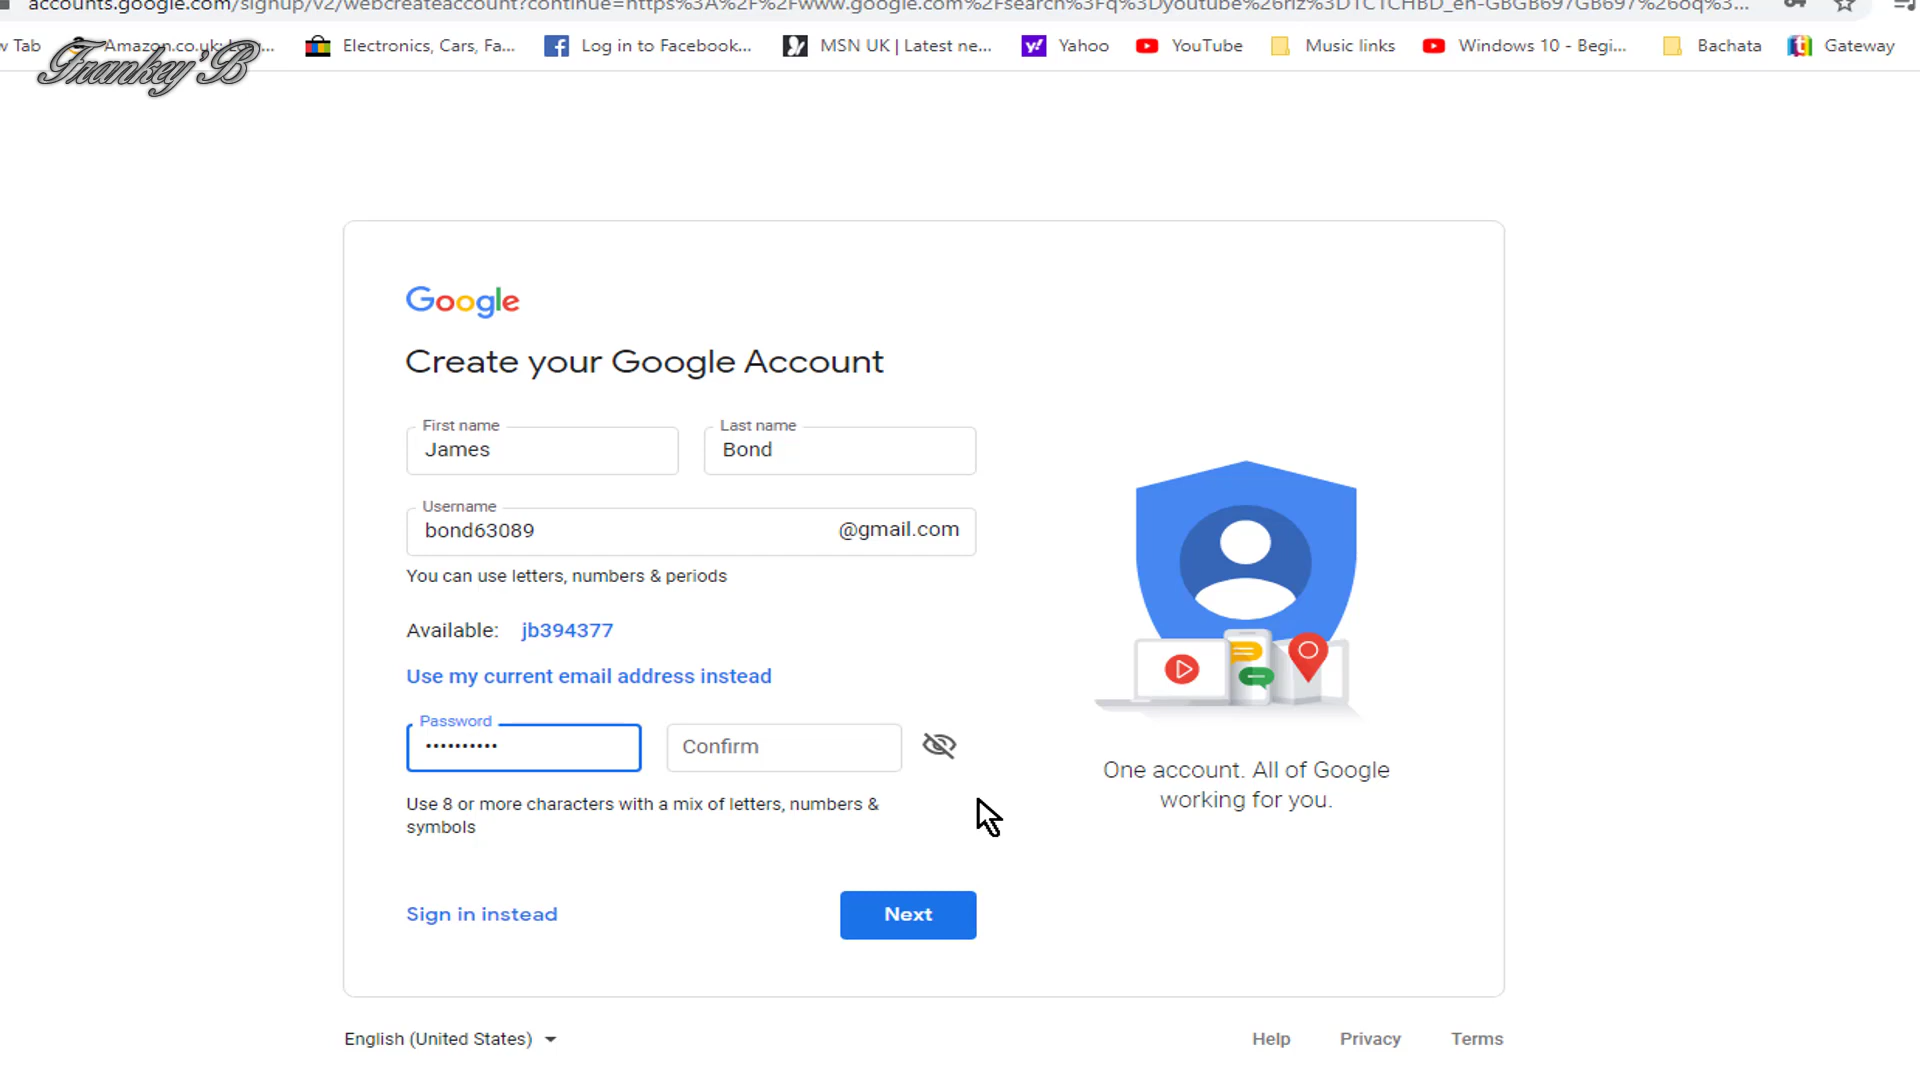 accounts.google.com/signup/v2/webcreateaccount?continue=https%3A%2F%2Fwww.google.com%2Fsearch%3Fq%3Dyoutube%26rlz%3D1C1CHBD_en-GBGB697GB697%26oq%3...
Tab Amazon.co.uk: ... Electronics, Cars, Fa... Log in to Facebook... MSN UK | Latest ne... Yahoo YouTube Music links Windows 10 - Begi... Bachata Gateway
Frankey'B
Google
Create your Google Account
First name Last name
James Bond
Username
bond63089 @gmail.com
You can use letters, numbers & periods
Available: jb394377
Use my current email address instead
Password
Confirm
Use 8 or more characters with a mix of letters, numbers &
symbols
One account. All of Google
working for you.
Sign in instead Next
English (United States) Help Privacy Terms